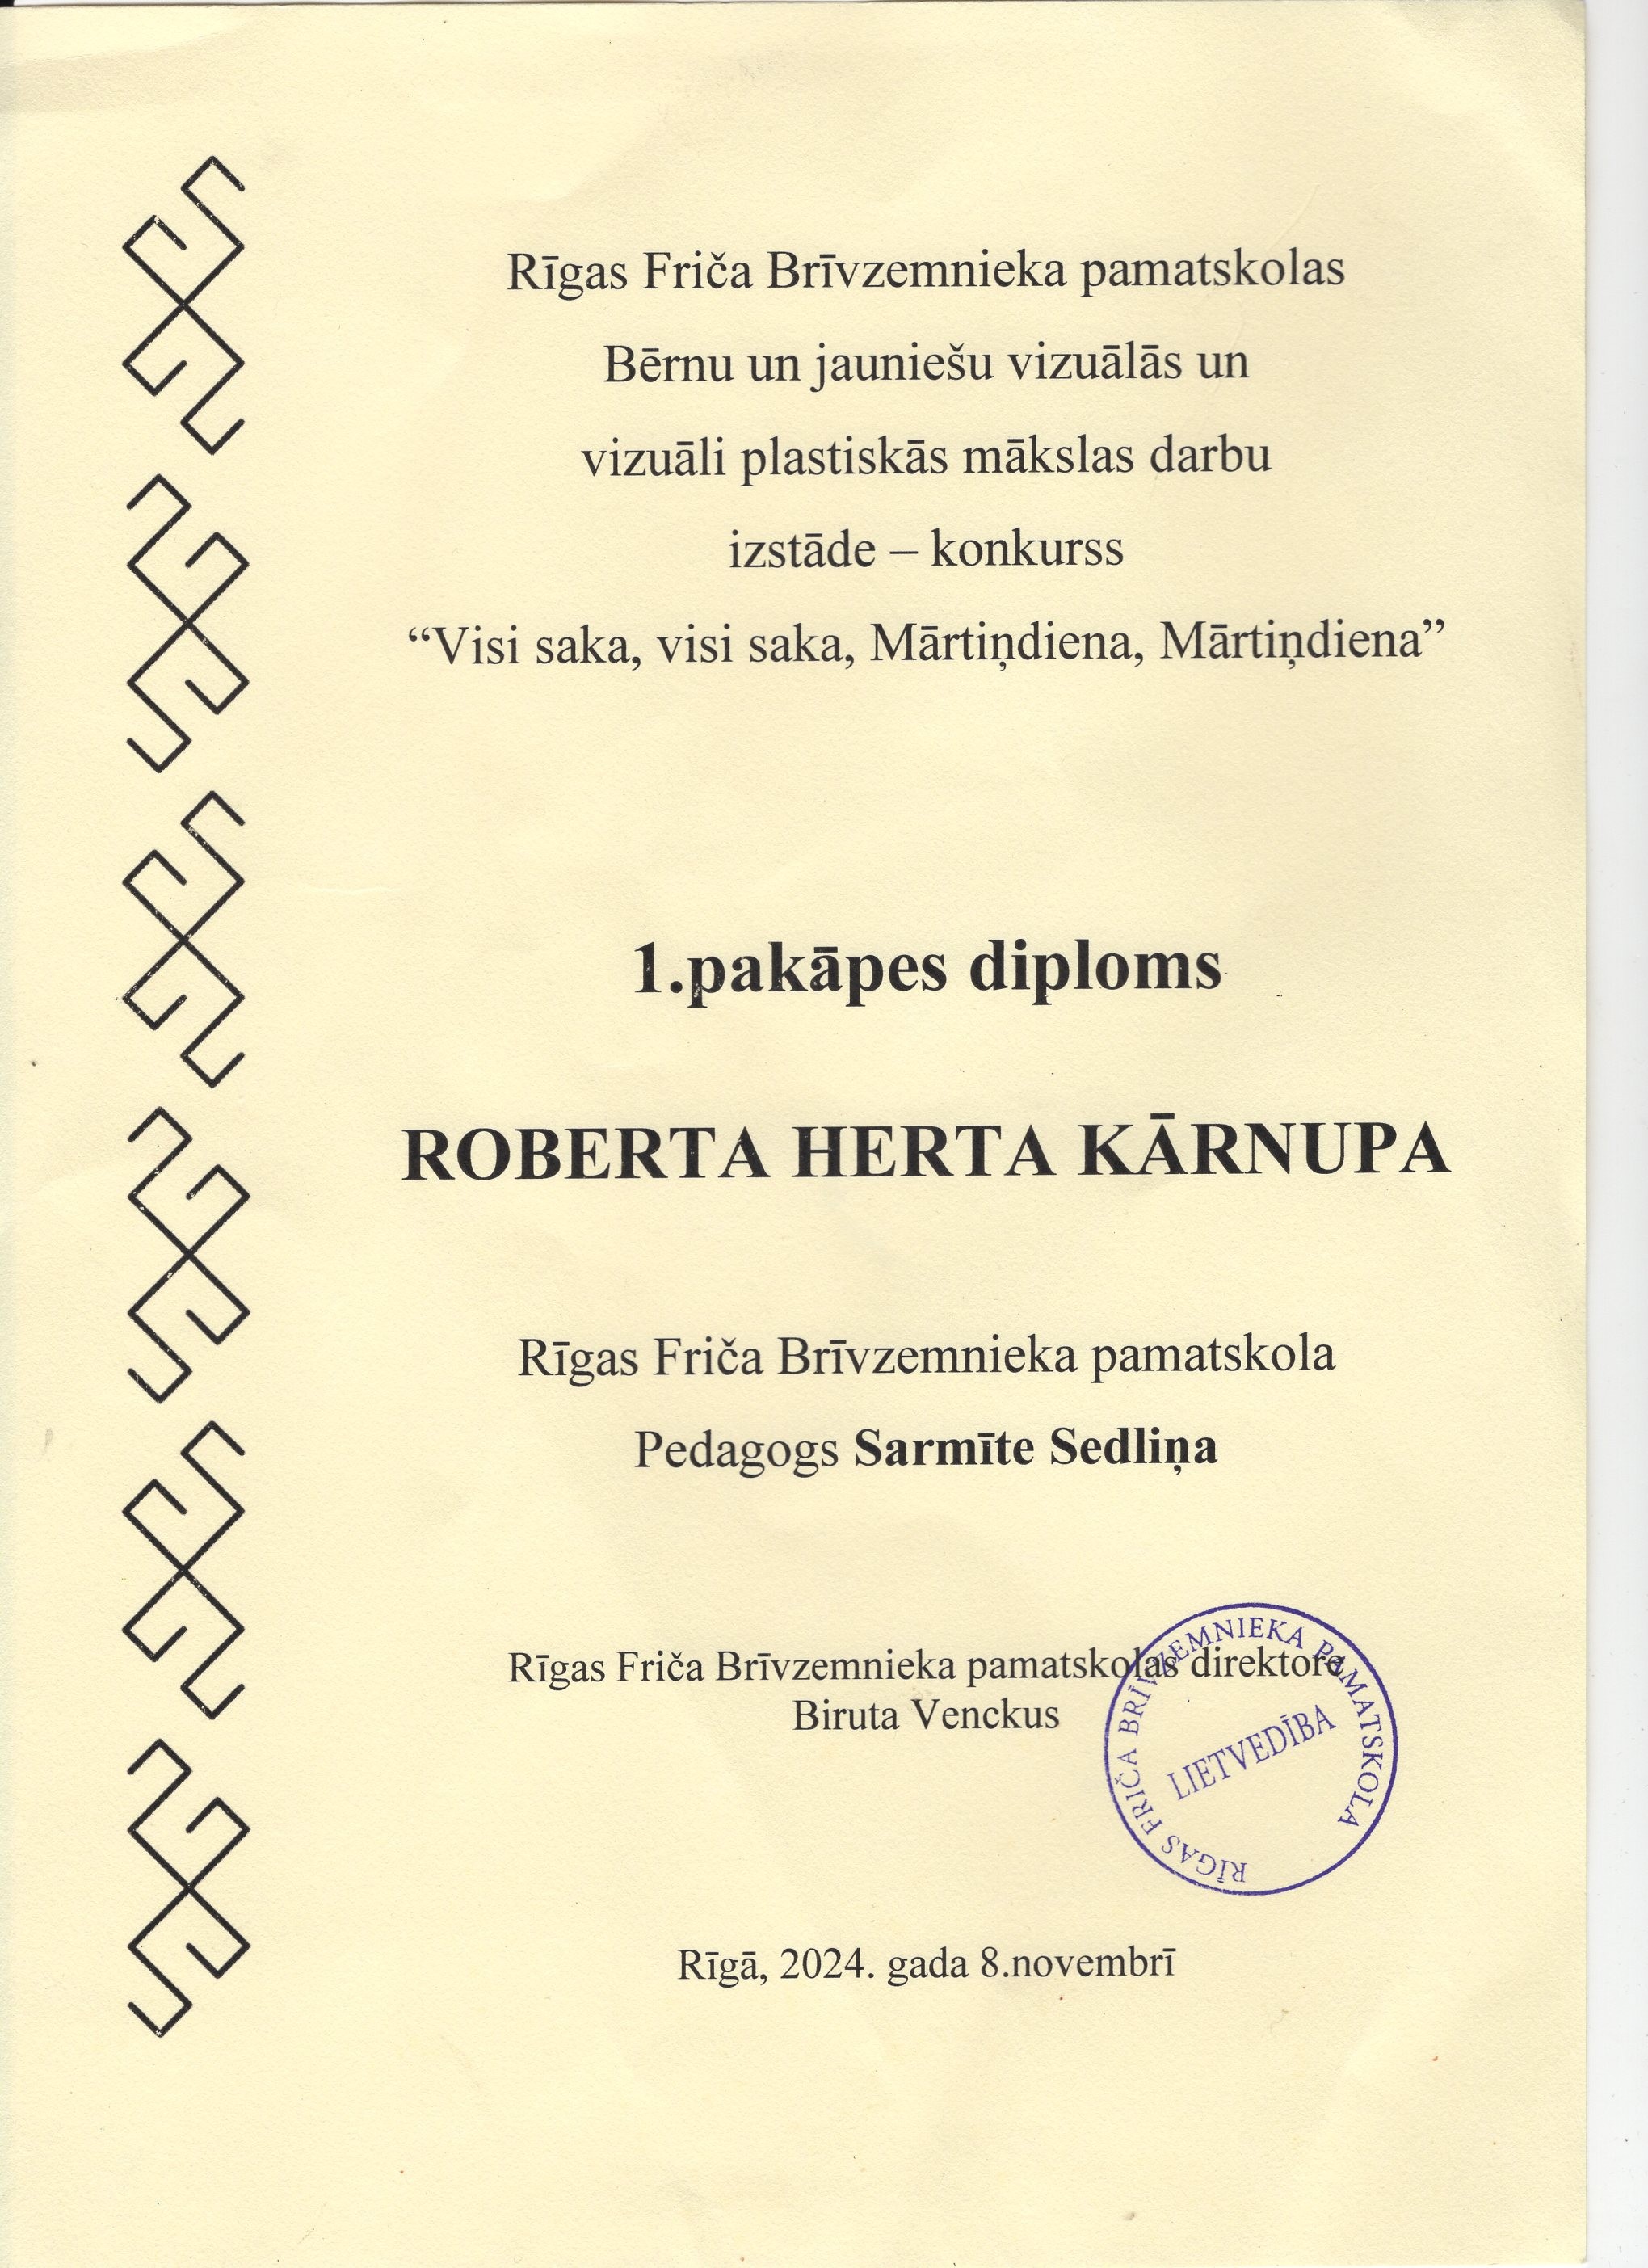 Rīgas Friča Brīvzemnieka pamatskolas
Bērnu un jauniešu vizuālās un
vizuāli plastiskās mākslas darbu
izstāde – konkurss
“Visi saka, visi saka, Mārtiņdiena, Mārtiņdiena”
1.pakāpes diploms
ROBERTA HERTA KĀRNUPA
Rīgas Friča Brīvzemnieka pamatskola
Pedagogs Sarmīte Sedliņa
Rīgas Friča Brīvzemnieka pamatskolas direktore
Biruta Venckus
RĪGAS FRIČA BRĪVZEMNIEKA PAMATSKOLA
LIETVEDĪBA
Rīgā, 2024. gada 8.novembrī